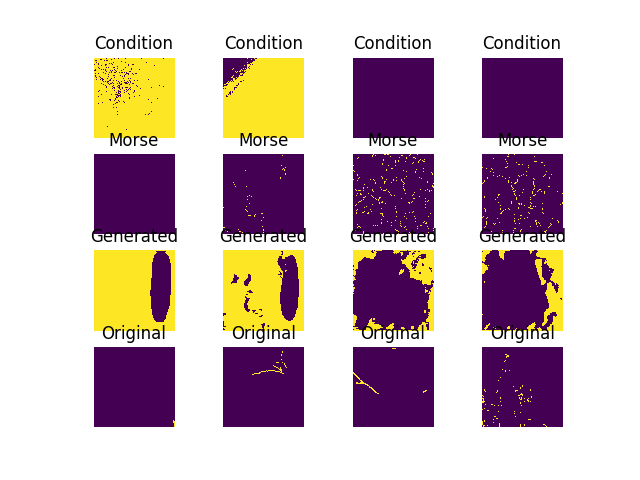 Condition Condition Condition Condition
Morse Morse Morse Morse
Generated Generated Generated Generated
Original Original Original Original